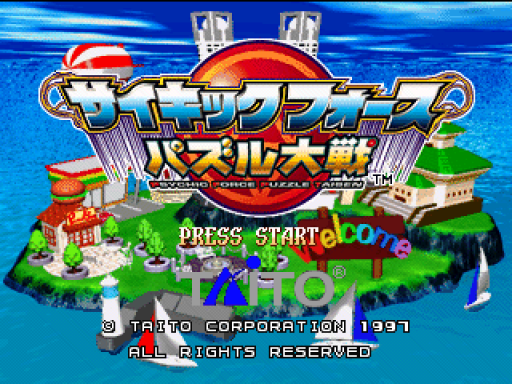 サイキックフォース
パズル大戦
PSYCHIC FORCE PUZZLE TAISEN TM
PRESS START
Welcome
TAITO®
© TAITO CORPORATION 1997
ALL RIGHTS RESERVED